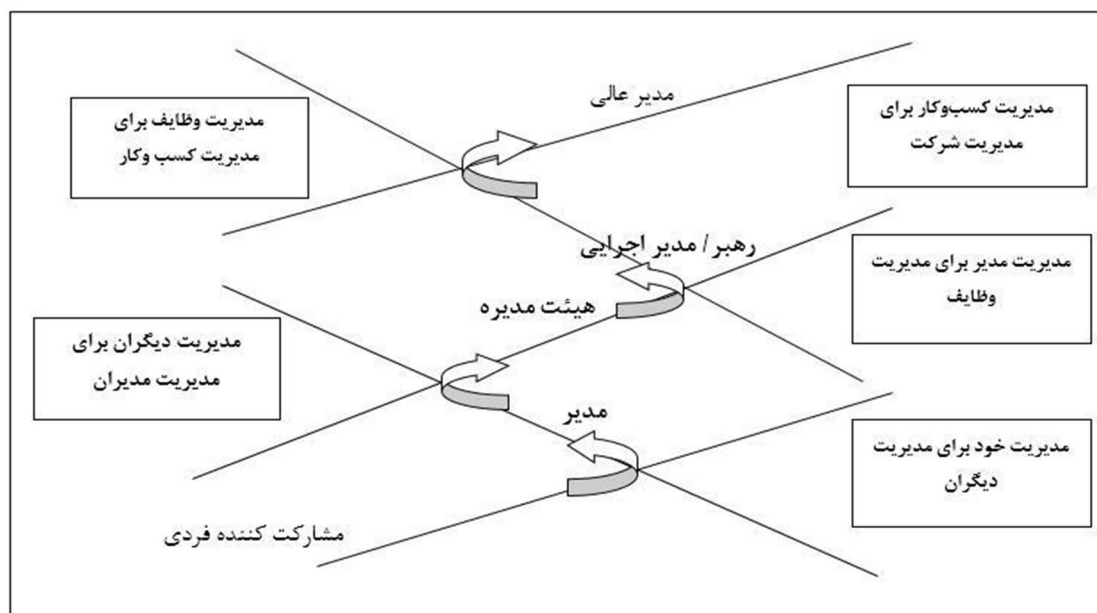 مدیر عالی
مدیریت کسب‌وکار برای
مدیریت شرکت
مدیریت وظایف برای
مدیریت کسب وکار
رهبر/ مدیر اجرایی
مدیریت مدیر برای مدیریت
وظایف
هیئت مدیره
مدیریت دیگران برای
مدیریت مدیران
مدیر
مدیریت خود برای مدیریت
دیگران
مشارکت کننده فردی